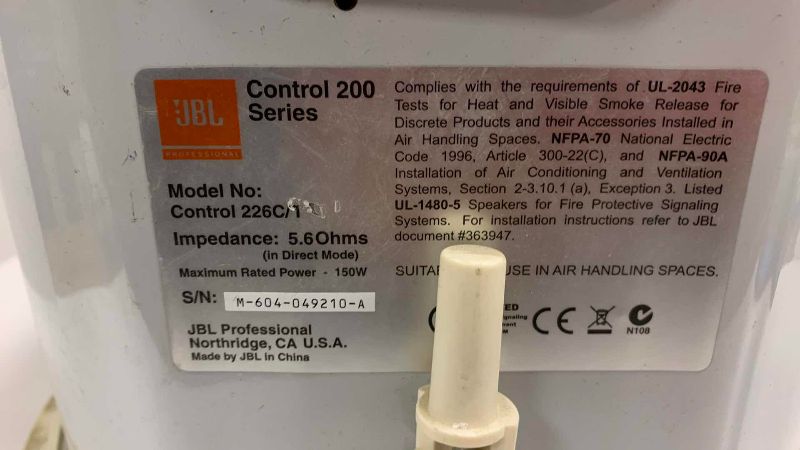 JBL
PROFESSIONAL
Control 200
Series
Model No:
Control 226C/T
Impedance: 5.6Ohms
(in Direct Mode)
Maximum Rated Power - 150W
S/N: M-604-049210-A
JBL Professional
Northridge, CA U.S.A.
Made by JBL in China
Complies with the requirements of UL-2043 Fire
Tests for Heat and Visible Smoke Release for
Discrete Products and their Accessories Installed in
Air Handling Spaces. NFPA-70 National Electric
Code 1996, Article 300-22(C), and NFPA-90A
Installation of Air Conditioning and Ventilation
Systems, Section 2-3.10.1 (a), Exception 3. Listed
UL-1480-5 Speakers for Fire Protective Signaling
Systems. For installation instructions refer to JBL
document #363947.
USE IN AIR HANDLING SPACES.
CE
N108